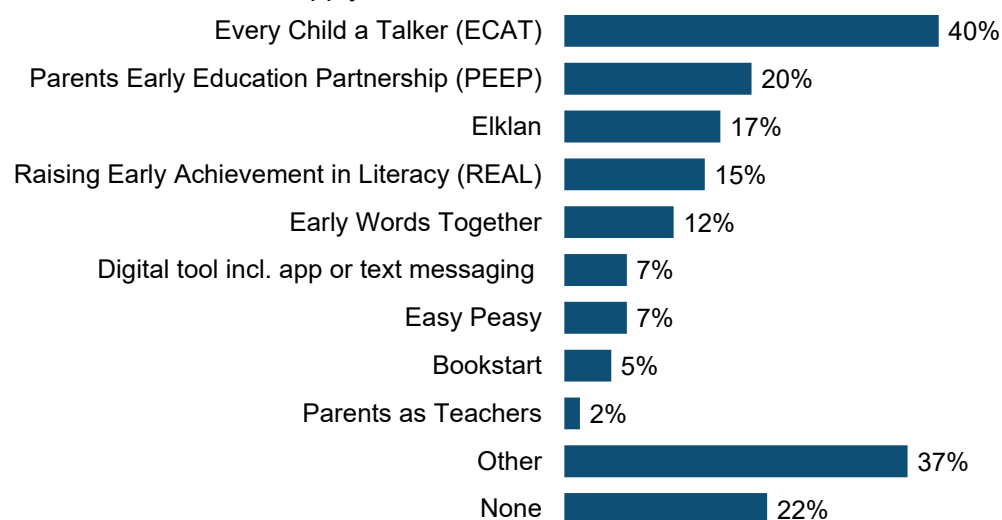 Every Child a Talker (ECAT) 40%
Parents Early Education Partnership (PEEP) 20%
Elklan 17%
Raising Early Achievement in Literacy (REAL) 15%
Early Words Together 12%
Digital tool incl. app or text messaging 7%
Easy Peasy 7%
Bookstart 5%
Parents as Teachers 2%
Other 37%
None 22%